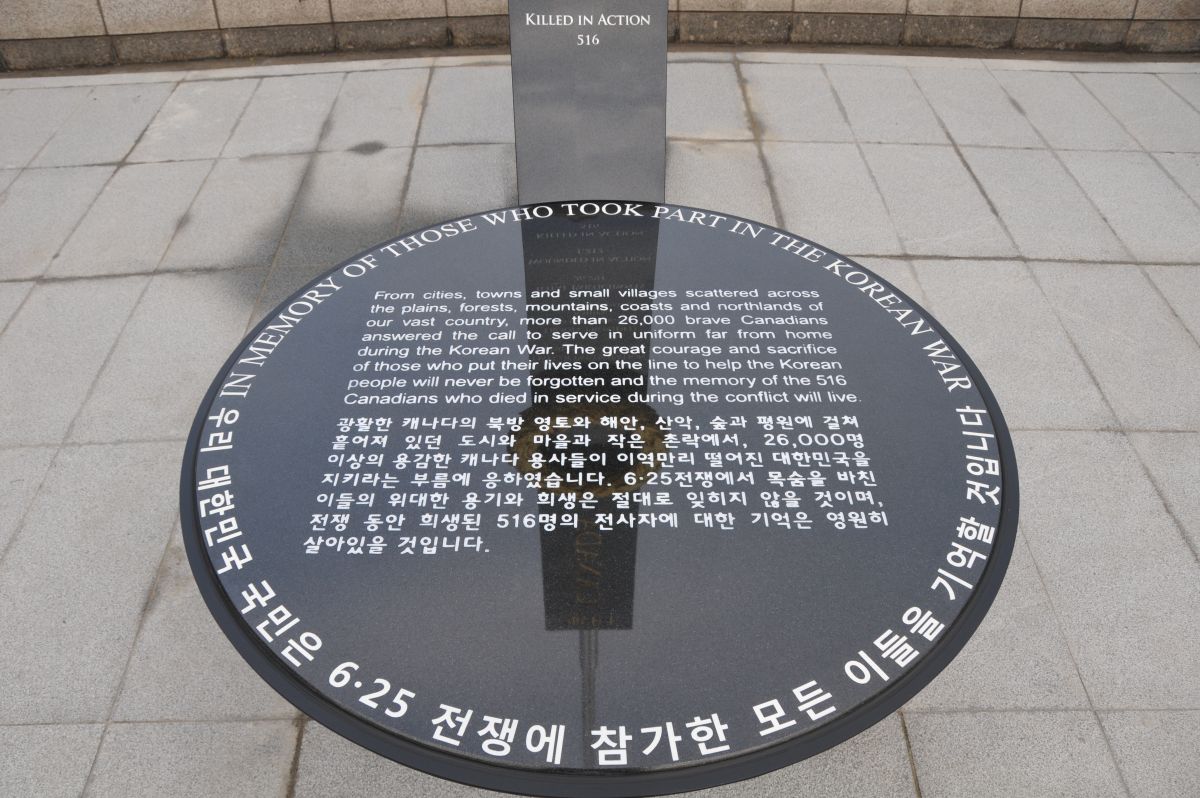 KILLED IN ACTION
516
IN MEMORY OF THOSE WHO TOOK PART IN THE KOREAN WAR
From cities, towns and small villages scattered across
the plains, forests, mountains, coasts and northlands of
our vast country, more than 26,000 brave Canadians
answered the call to serve in uniform far from home
during the Korean War. The great courage and sacrifice
of those who put their lives on the line to help the Korean
people will never be forgotten and the memory of the 516
Canadians who died in service during the conflict will live.
광활한 캐나다의 북방 영토와 해안, 산악, 숲과 평원에 걸쳐
흩어져 있던 도시와 마을과 작은 촌락에서, 26,000명
이상의 용감한 캐나다 용사들이 이역만리 떨어진 대한민국을
지키라는 부름에 응하였습니다. 6·25전쟁에서 목숨을 바친
이들의 위대한 용기와 희생은 절대로 잊히지 않을 것이며,
전쟁 동안 희생된 516명의 전사자에 대한 기억은 영원히
살아있을 것입니다.
우리 대한민국 국민은 6·25 전쟁에 참가한 모든 이들을 기억할 것입니다